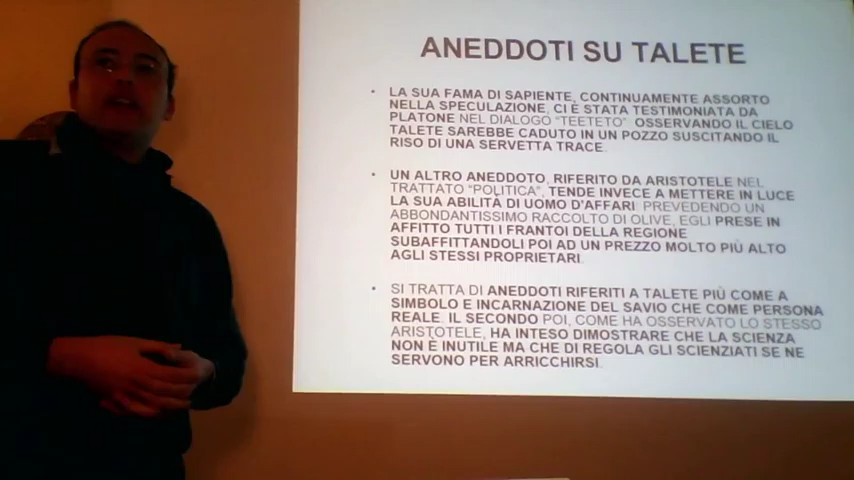 ANEDDOTI SU TALETE
• LA SUA FAMA DI SAPIENTE, CONTINUAMENTE ASSORTO
NELLA SPECULAZIONE, CI È STATA TESTIMONIATA DA
PLATONE NEL DIALOGO "TEETETO" OSSERVANDO IL CIELO
TALETE SAREBBE CADUTO IN UN POZZO SUSCITANDO IL
RISO DI UNA SERVETTA TRACE.
• UN ALTRO ANEDDOTO, RIFERITO DA ARISTOTELE NEL
TRATTATO "POLITICA", TENDE INVECE A METTERE IN LUCE
LA SUA ABILITÀ DI UOMO D'AFFARI PREVEDENDO UN
ABBONDANTISSIMO RACCOLTO DI OLIVE, EGLI PRESE IN
AFFITTO TUTTI I FRANTOI DELLA REGIONE
SUBAFFITTANDOLI POI AD UN PREZZO MOLTO PIÙ ALTO
AGLI STESSI PROPRIETARI.
• SI TRATTA DI ANEDDOTI RIFERITI A TALETE PIÙ COME A
SIMBOLO E INCARNAZIONE DEL SAVIO CHE COME PERSONA
REALE. IL SECONDO POI, COME HA OSSERVATO LO STESSO
ARISTOTELE, HA INTESO DIMOSTRARE CHE LA SCIENZA
NON È INUTILE MA CHE DI REGOLA GLI SCIENZIATI SE NE
SERVONO PER ARRICCHIRSI.